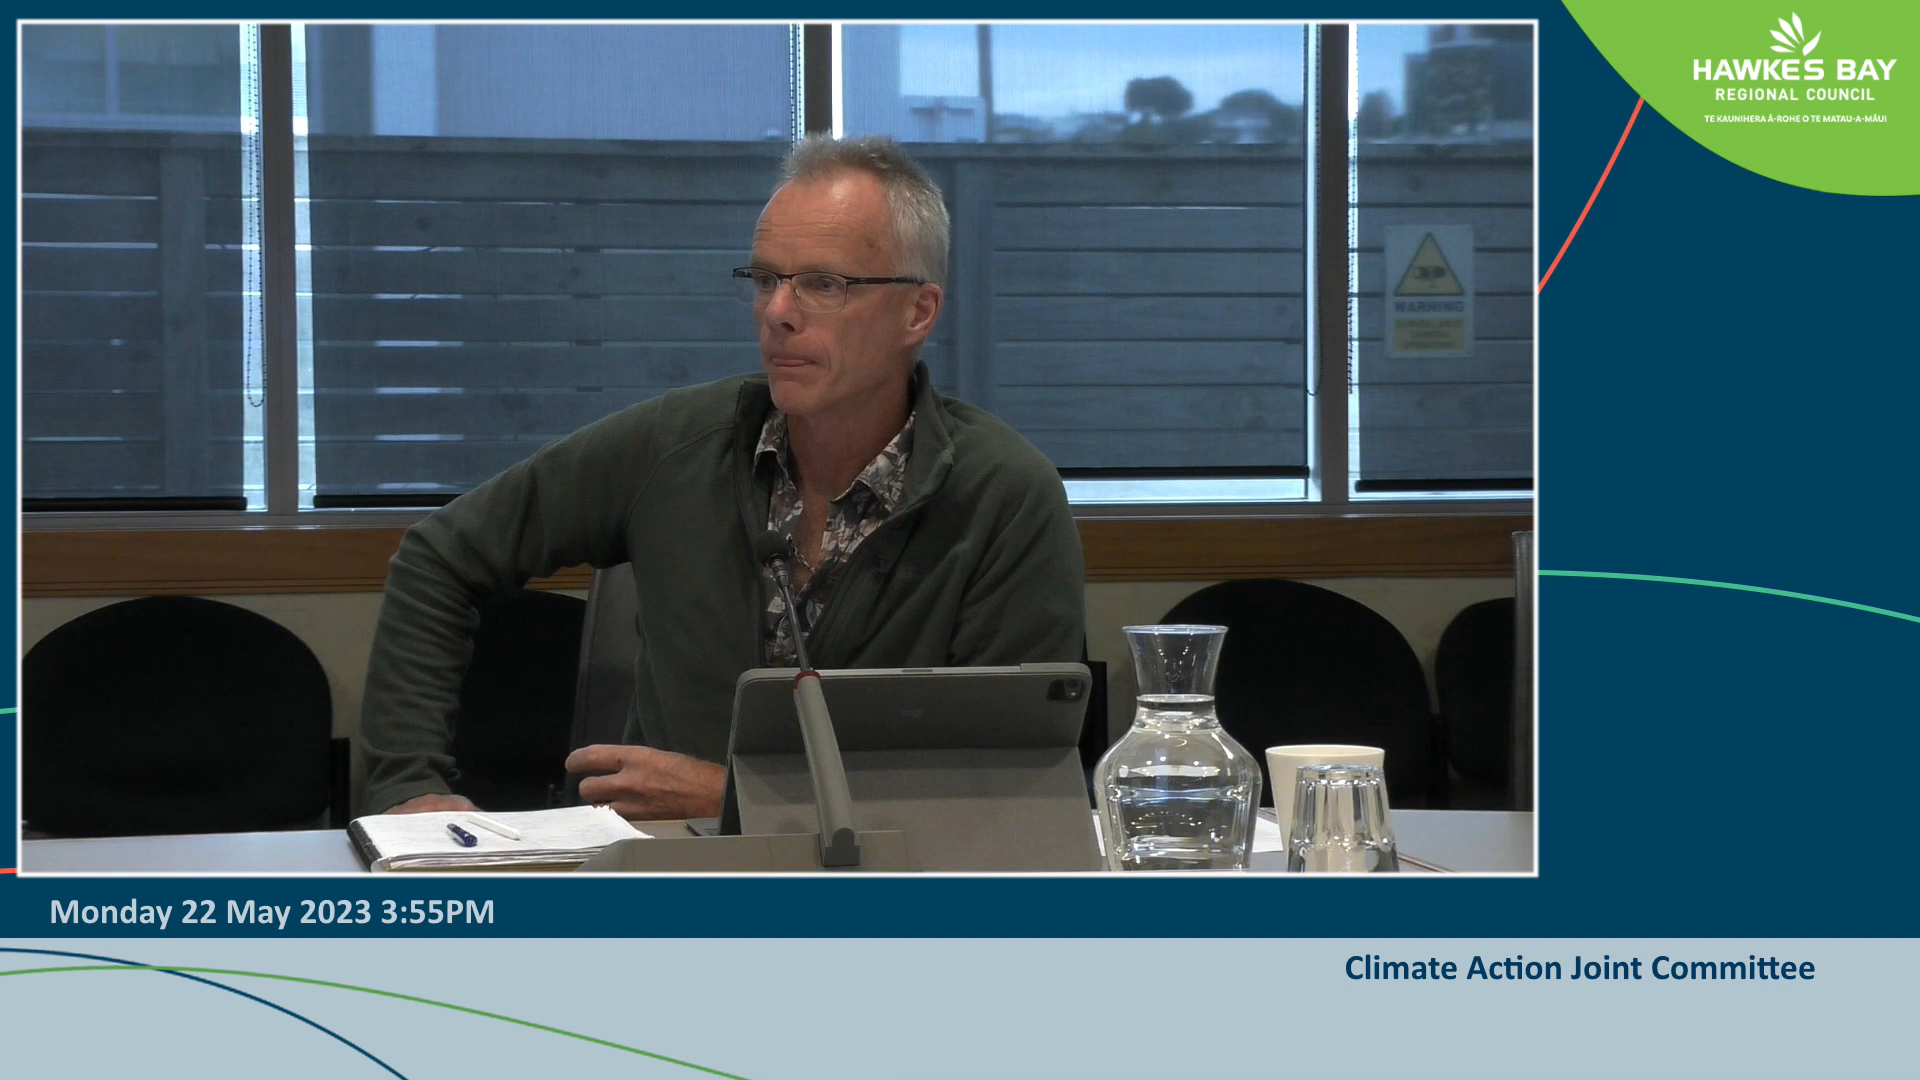 HAWKE'S BAY
REGIONAL COUNCIL
TE KAUNIHERA Ā-ROHE O TE MATAU-A-MĀUI
WARNING
Monday 22 May 2023 3:55PM
Climate Action Joint Committee